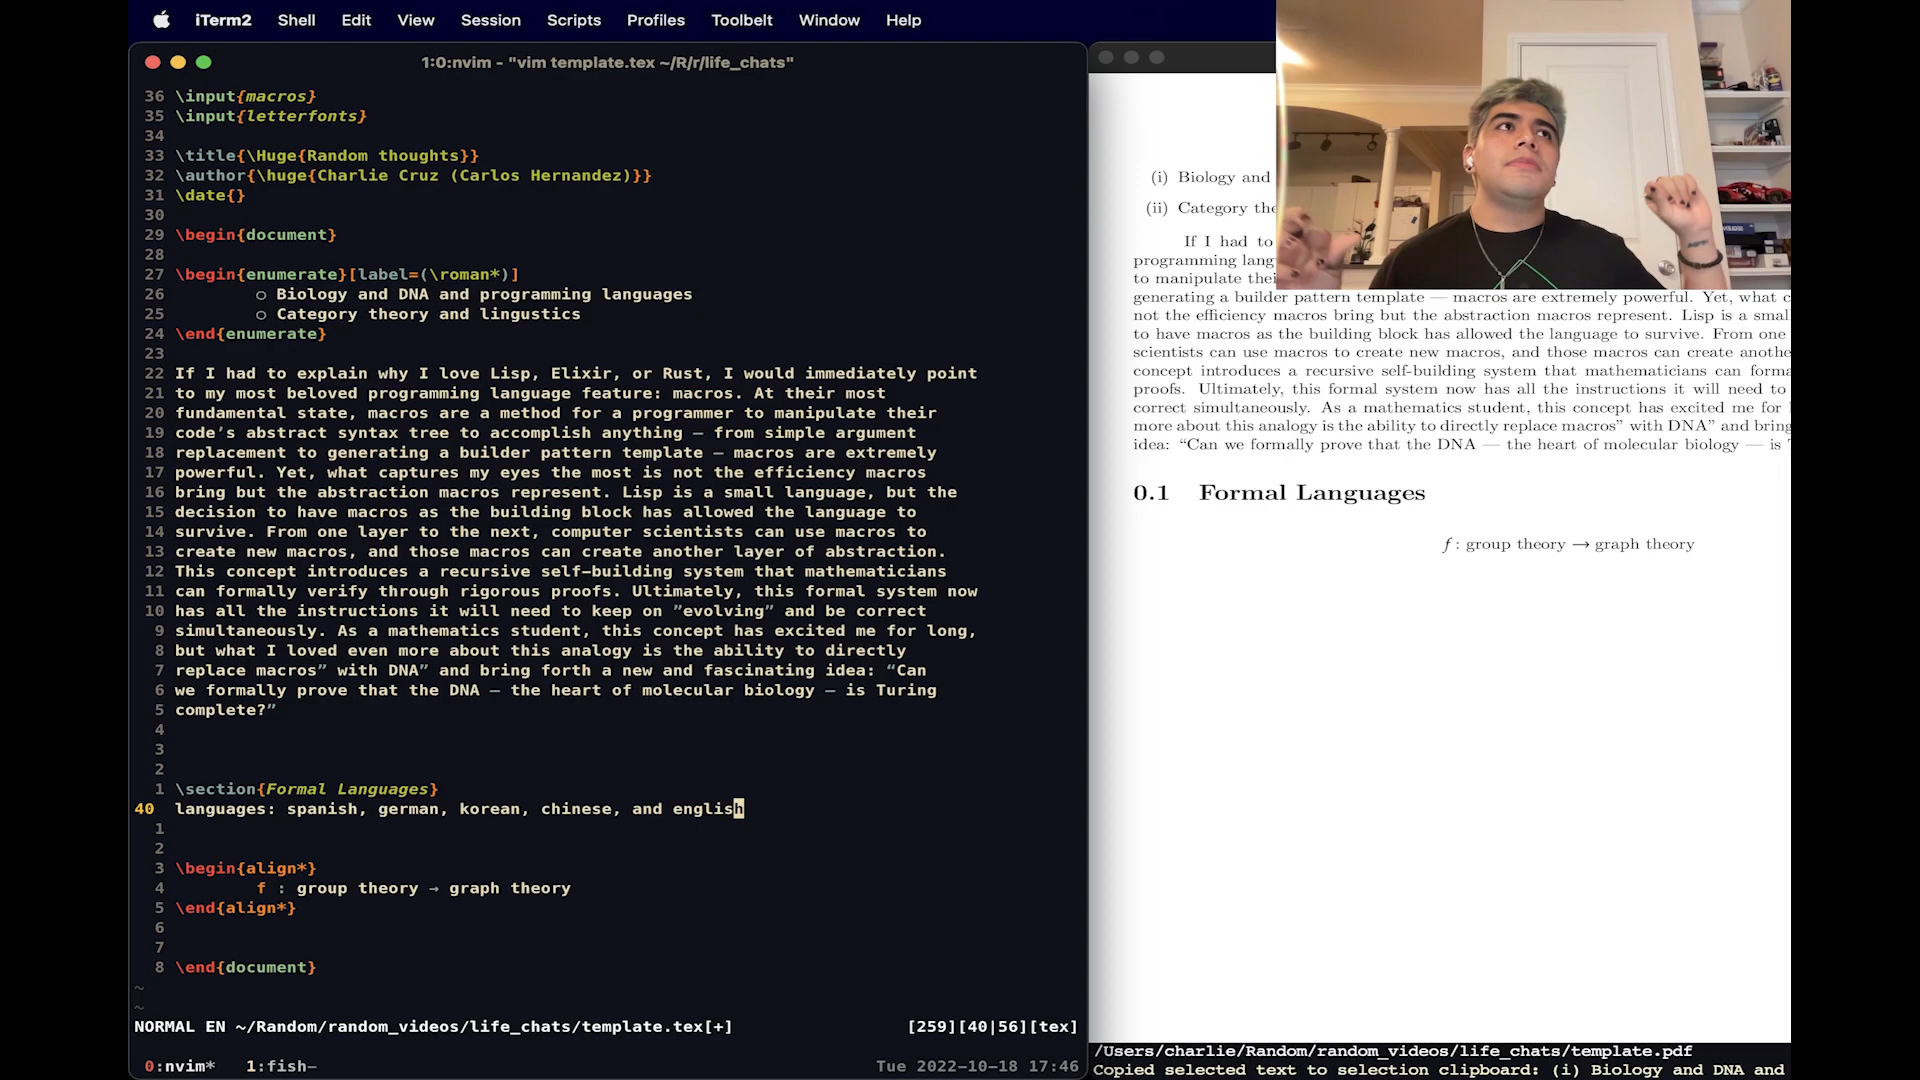 iTerm2 Shell Edit View Session Scripts Profiles Toolbelt Window Help
1:0:nvim - "vim template.tex ~/R/r/life_chats"
36 \input{macros}
35 \input{letterfonts}
34
33 \title{\Huge{Random thoughts}}
32 \author{\huge{Charlie Cruz (Carlos Hernandez)}}
31 \date{}
30
29 \begin{document}
28
27 \begin{enumerate}[label=(\roman*)]
26 ○ Biology and DNA and programming languages
25 ○ Category theory and lingustics
24 \end{enumerate}
23
22 If I had to explain why I love Lisp, Elixir, or Rust, I would immediately point
21 to my most beloved programming language feature: macros. At their most
20 fundamental state, macros are a method for a programmer to manipulate their
19 code's abstract syntax tree to accomplish anything — from simple argument
18 replacement to generating a builder pattern template — macros are extremely
17 powerful. Yet, what captures my eyes the most is not the efficiency macros
16 bring but the abstraction macros represent. Lisp is a small language, but the
15 decision to have macros as the building block has allowed the language to
14 survive. From one layer to the next, computer scientists can use macros to
13 create new macros, and those macros can create another layer of abstraction.
12 This concept introduces a recursive self-building system that mathematicians
11 can formally verify through rigorous proofs. Ultimately, this formal system now
10 has all the instructions it will need to keep on ”evolving” and be correct
9 simultaneously. As a mathematics student, this concept has excited me for long,
8 but what I loved even more about this analogy is the ability to directly
7 replace macros” with DNA” and bring forth a new and fascinating idea: “Can
6 we formally prove that the DNA — the heart of molecular biology — is Turing
5 complete?”
4
3
2
1 \section{Formal Languages}
40 languages: spanish, german, korean, chinese, and english
1
2
3 \begin{align*}
4 f : group theory → graph theory
5 \end{align*}
6
7
8 \end{document}
~
~
NORMAL EN ~/Random/random_videos/life_chats/template.tex[+] [259][40|56][tex]
0:nvim* 1:fish- Tue 2022-10-18 17:46
(i) Biology and
(ii) Category the
If I had to
programming lang
to manipulate thei
generating a builder pattern template — macros are extremely powerful. Yet, what c
not the efficiency macros bring but the abstraction macros represent. Lisp is a smal
to have macros as the building block has allowed the language to survive. From one
scientists can use macros to create new macros, and those macros can create anothe
concept introduces a recursive self-building system that mathematicians can forma
proofs. Ultimately, this formal system now has all the instructions it will need to
correct simultaneously. As a mathematics student, this concept has excited me for
more about this analogy is the ability to directly replace macros” with DNA” and bring
idea: “Can we formally prove that the DNA — the heart of molecular biology — is
0.1 Formal Languages
f : group theory → graph theory
/Users/charlie/Random/random_videos/life_chats/template.pdf
Copied selected text to selection clipboard: (i) Biology and DNA and